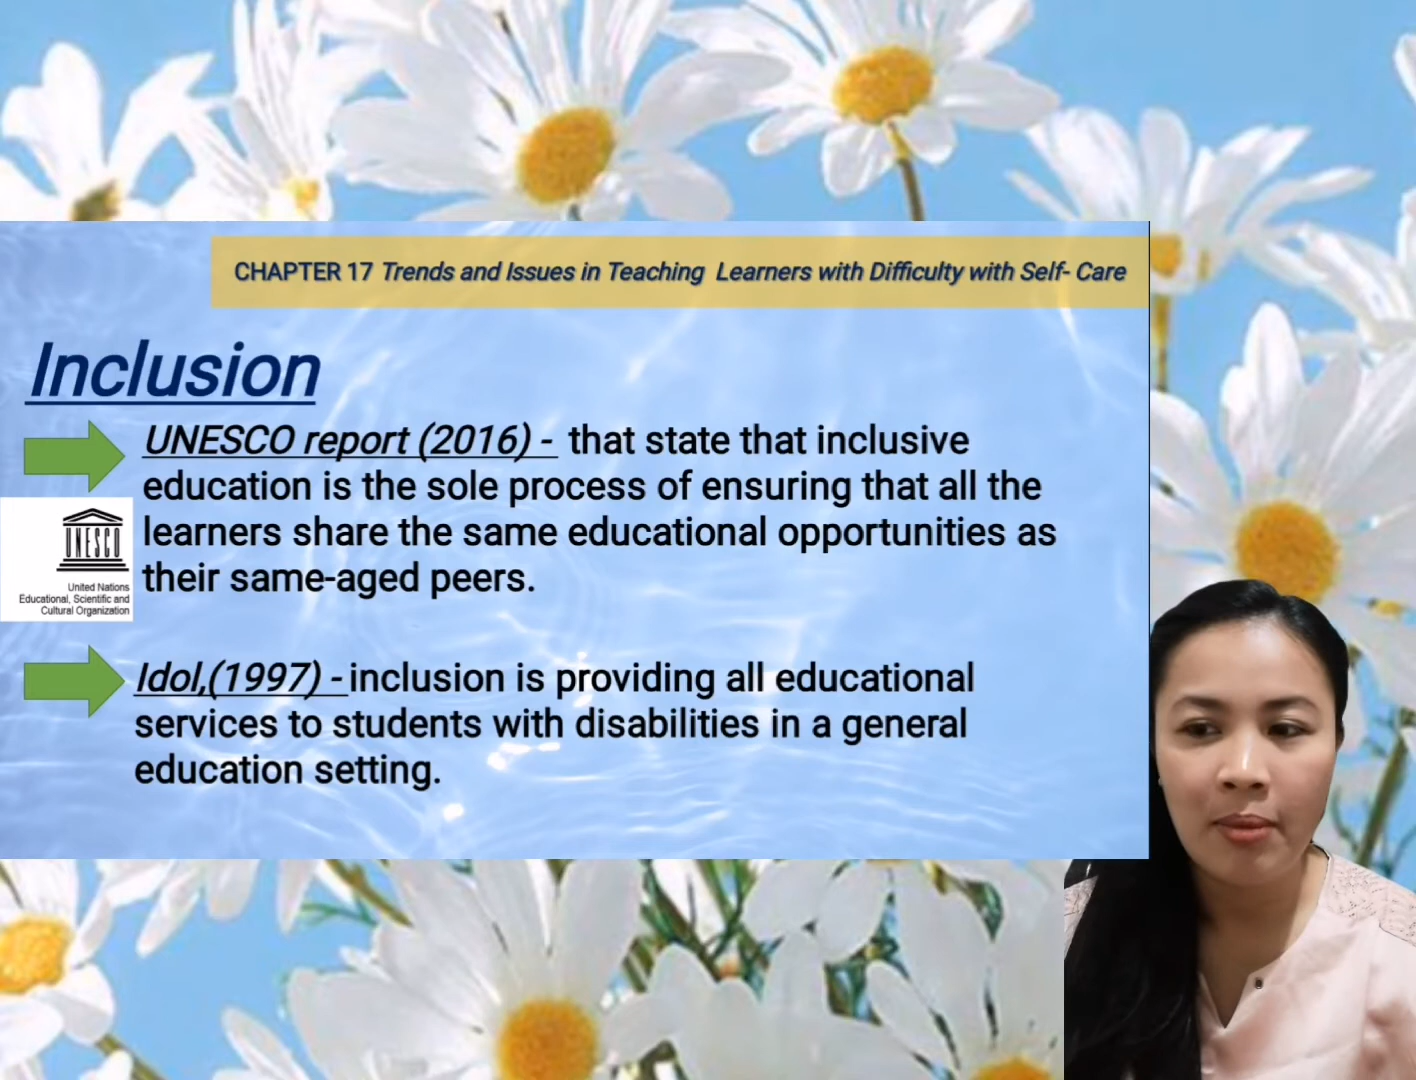 CHAPTER 17 Trends and Issues in Teaching Learners with Difficulty with Self- Care
Inclusion
UNESCO report (2016) - that state that inclusive
education is the sole process of ensuring that all the
learners share the same educational opportunities as
their same-aged peers.
UNESCO
United Nations
Educational, Scientific and
Cultural Organization
Idol,(1997) - inclusion is providing all educational
services to students with disabilities in a general
education setting.